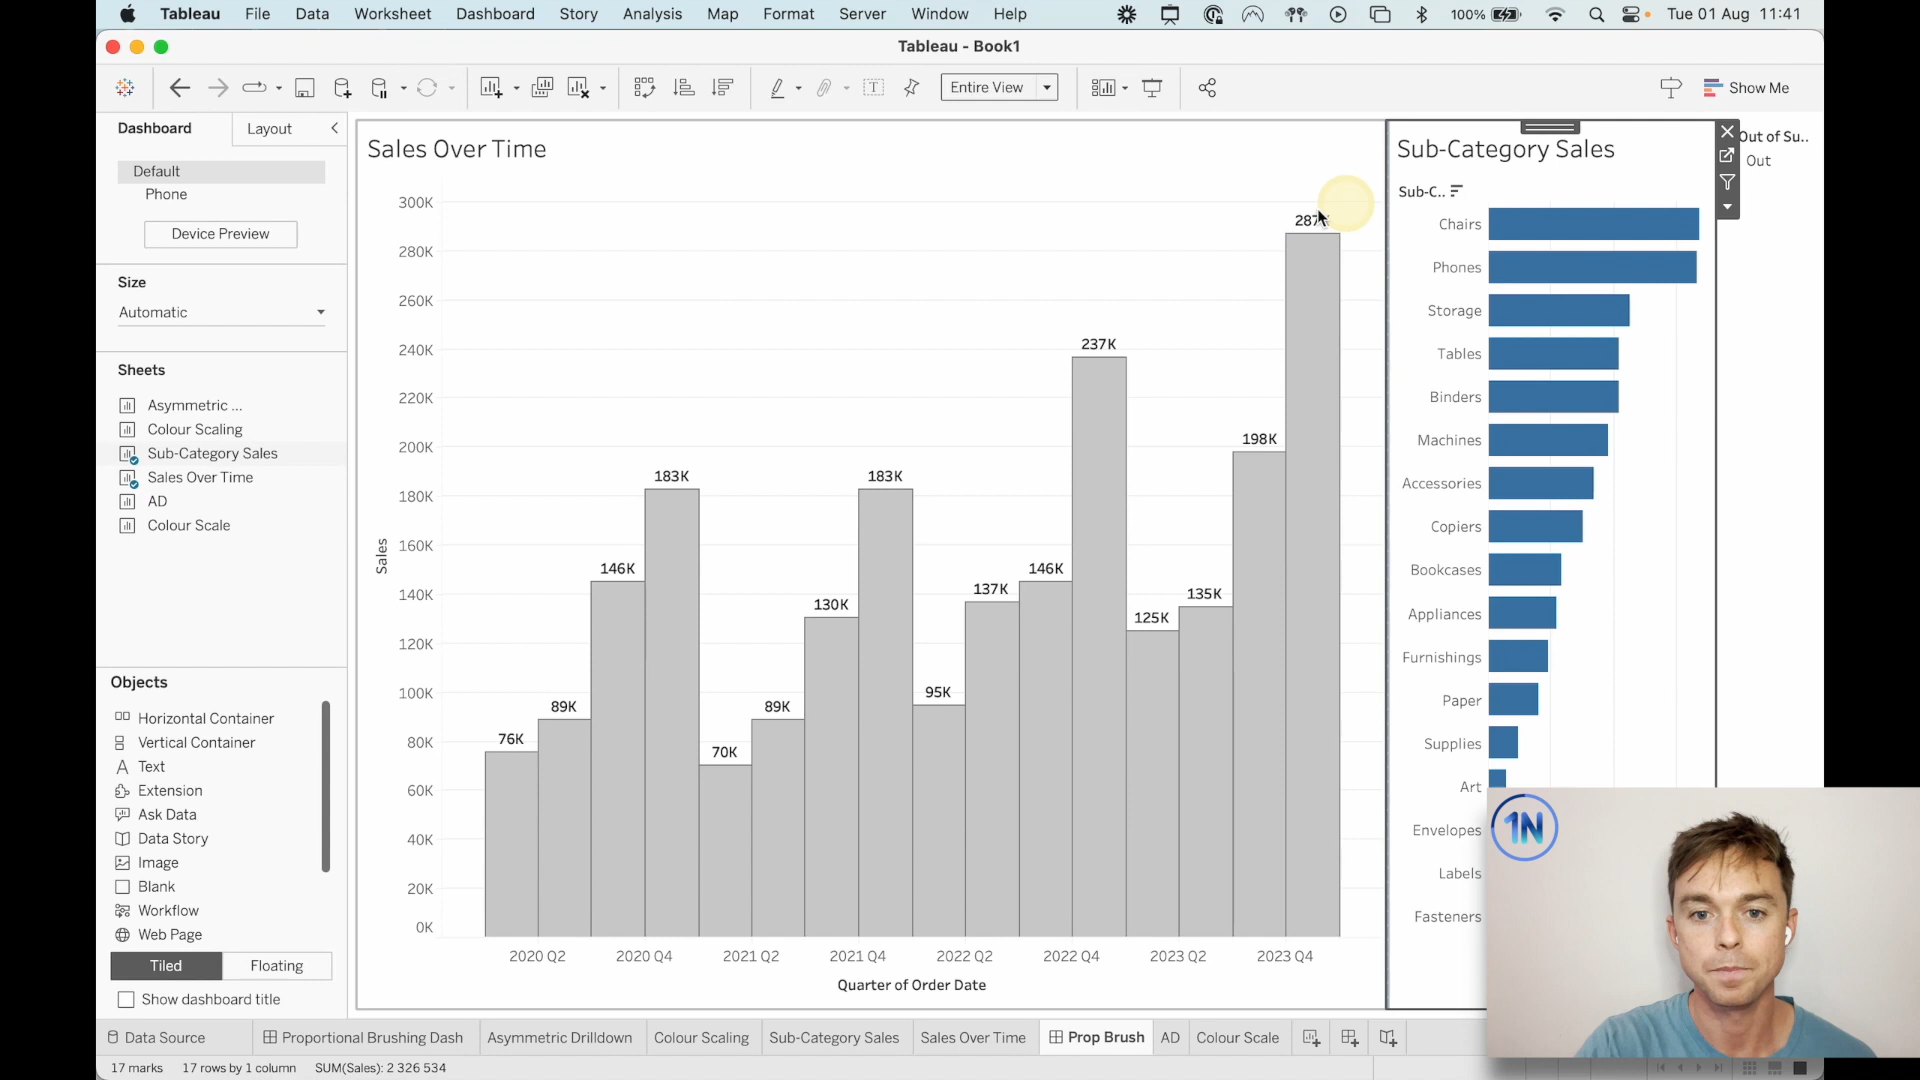 Tableau File Data Worksheet Dashboard Story Analysis Map Format Server Window Help 100% Tue 01 Aug 11:41
Tableau - Book1
Entire View Show Me
Dashboard Layout
Default
Phone
Device Preview
Size
Automatic
Sheets
Asymmetric ...
Colour Scaling
Sub-Category Sales
Sales Over Time
AD
Colour Scale
Objects
Horizontal Container
Vertical Container
Text
Extension
Ask Data
Data Story
Image
Blank
Workflow
Web Page
Tiled Floating
Show dashboard title
Sales Over Time
300K
280K
260K
240K
220K
200K
180K
160K
140K
120K
100K
80K
60K
40K
20K
0K
Sales
76K
89K
146K
183K
70K
89K
130K
183K
95K
137K
146K
237K
125K
135K
198K
287K
2020 Q2 2020 Q4 2021 Q2 2021 Q4 2022 Q2 2022 Q4 2023 Q2 2023 Q4
Quarter of Order Date
Sub-Category Sales
Sub-C..
Chairs
Phones
Storage
Tables
Binders
Machines
Accessories
Copiers
Bookcases
Appliances
Furnishings
Paper
Supplies
Art
Envelopes
Labels
Fasteners
Out of Su..
Out
1N
Data Source Proportional Brushing Dash Asymmetric Drilldown Colour Scaling Sub-Category Sales Sales Over Time Prop Brush AD Colour Scale
17 marks 17 rows by 1 column SUM(Sales): 2 326 534